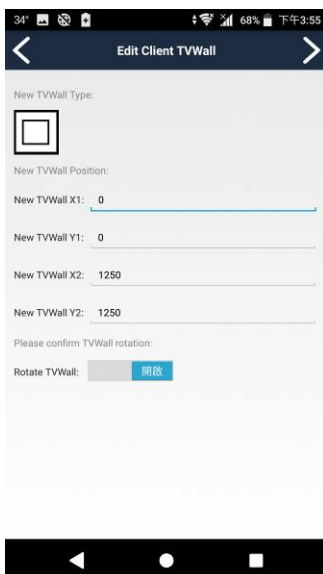 34° 68% 下午3:55
Edit Client TVWall
New TVWall Type:
New TVWall Position:
New TVWall X1: 0
New TVWall Y1: 0
New TVWall X2: 1250
New TVWall Y2: 1250
Please confirm TVWall rotation:
Rotate TVWall: 開啟